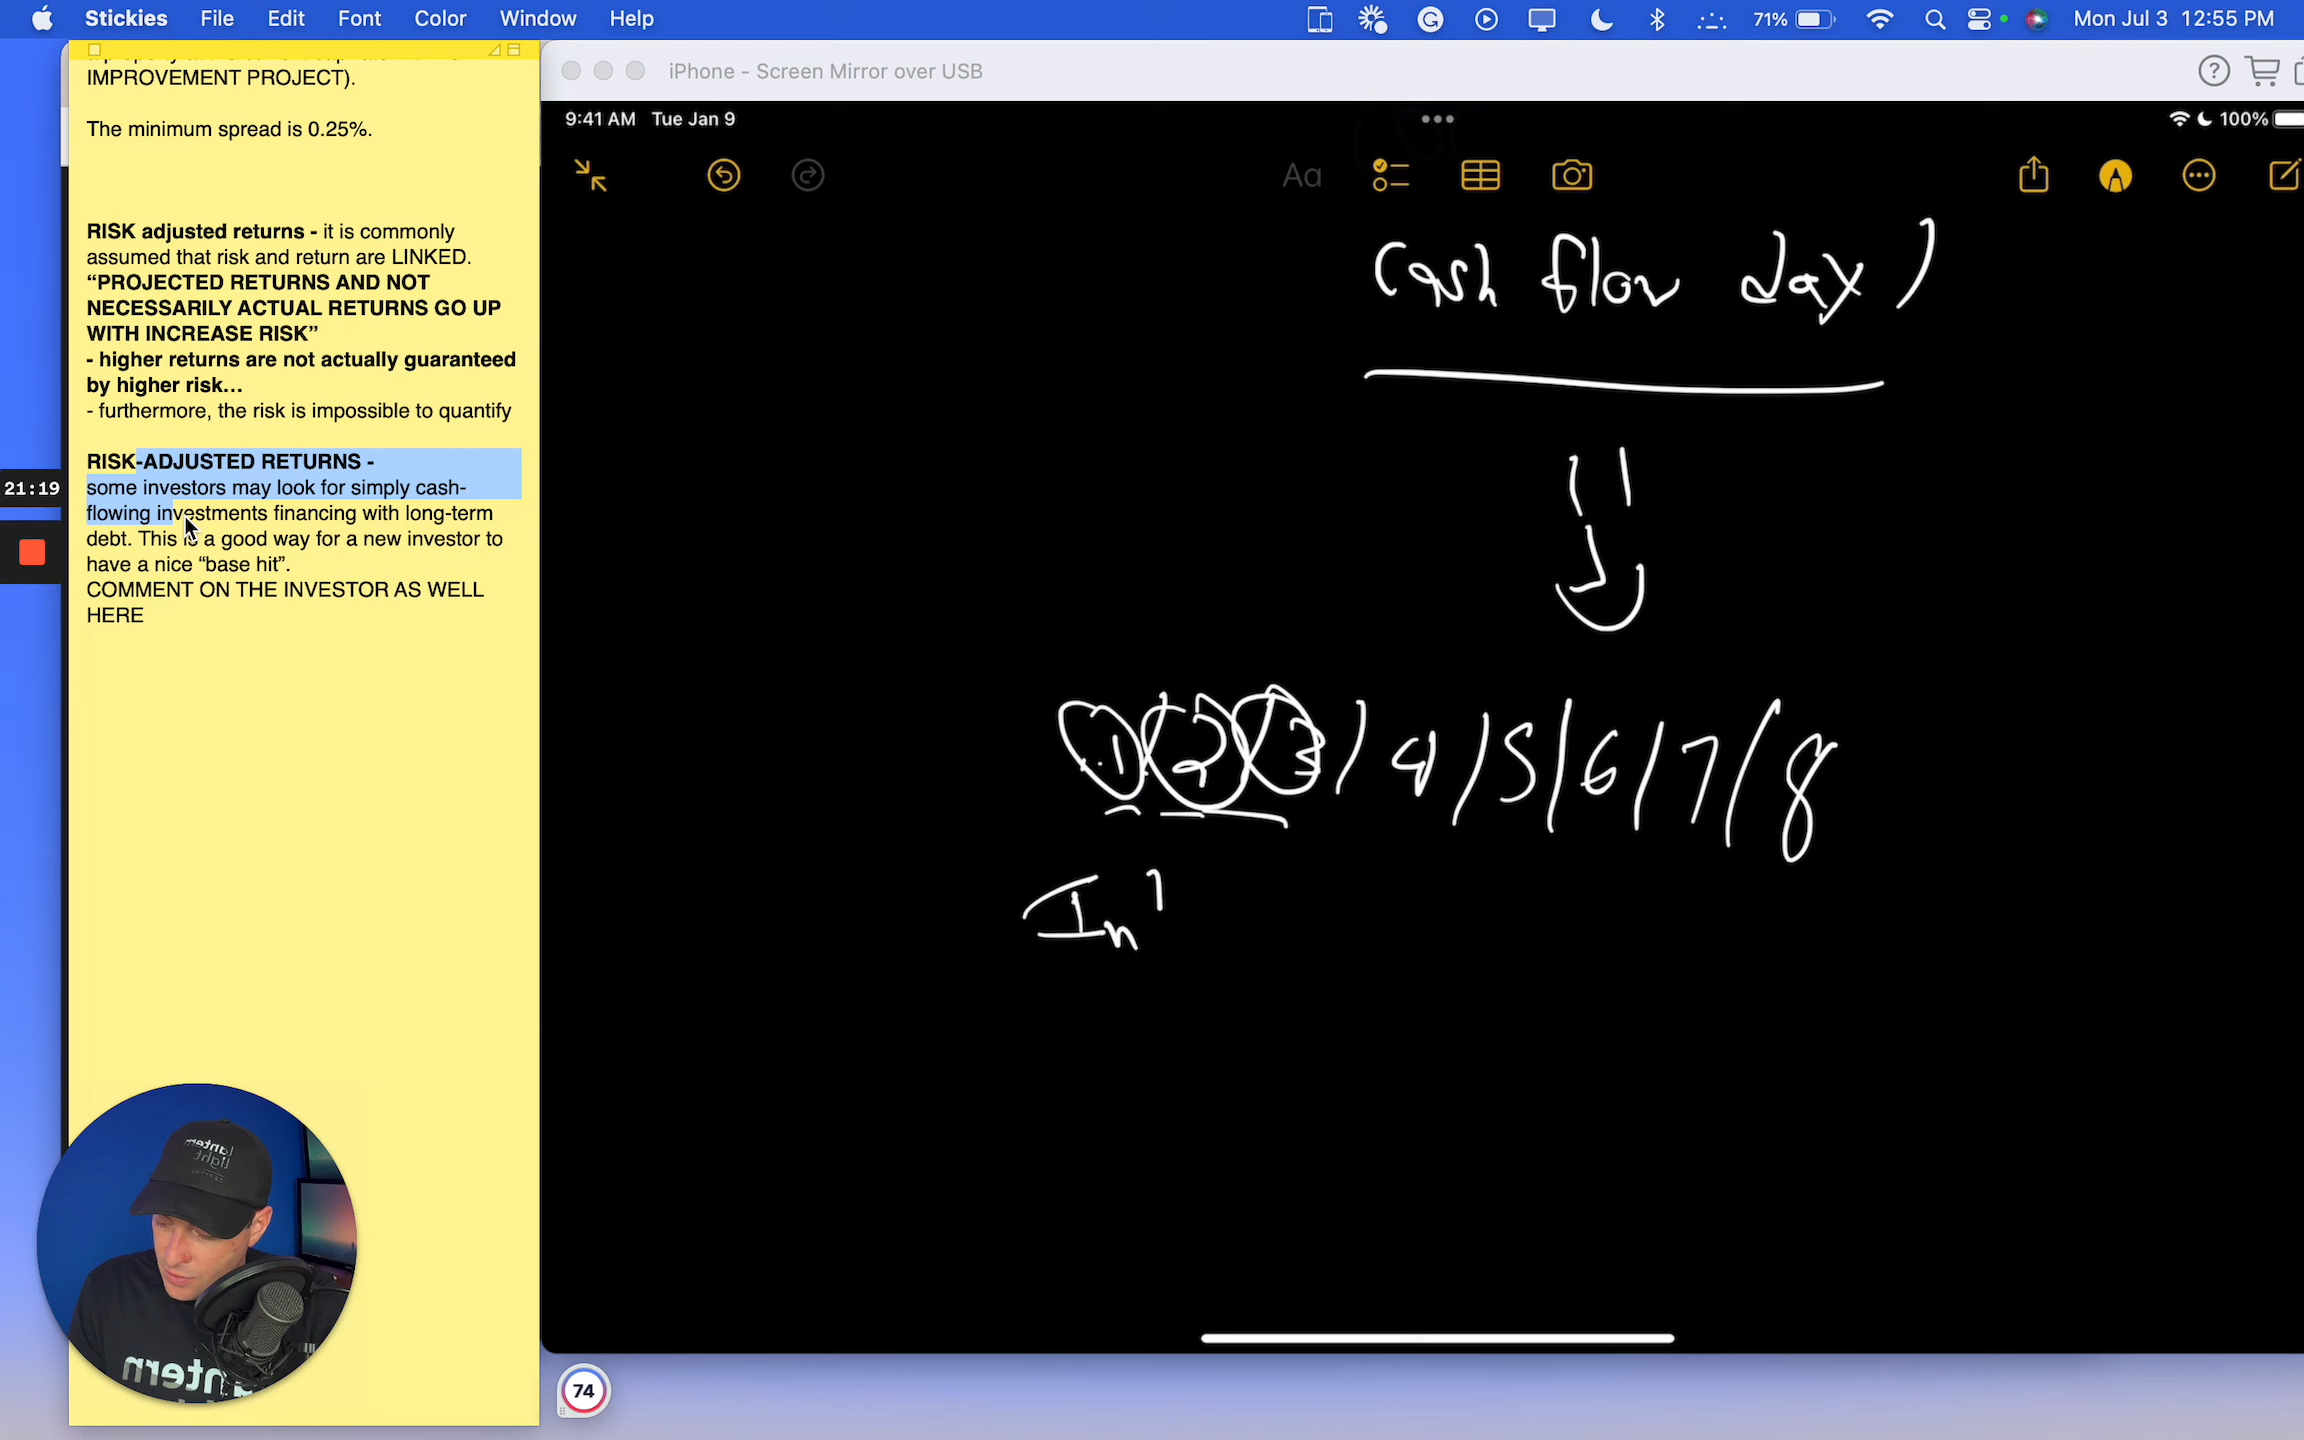 Stickies File Edit Font Color Window Help 71% Mon Jul 3 12:55 PM
IMPROVEMENT PROJECT).
The minimum spread is 0.25%.
RISK adjusted returns - it is commonly
assumed that risk and return are LINKED.
“PROJECTED RETURNS AND NOT
NECESSARILY ACTUAL RETURNS GO UP
WITH INCREASE RISK”
- higher returns are not actually guaranteed
by higher risk...
- furthermore, the risk is impossible to quantify
RISK-ADJUSTED RETURNS -
some investors may look for simply cash-
flowing investments financing with long-term
debt. This is a good way for a new investor to
have a nice “base hit”.
COMMENT ON THE INVESTOR AS WELL
HERE
21:19
iPhone - Screen Mirror over USB
9:41 AM Tue Jan 9 100%
Aa
Cash flow day)
1/2/3/4/5/6/7/8
In
lantern
light
lantern
74